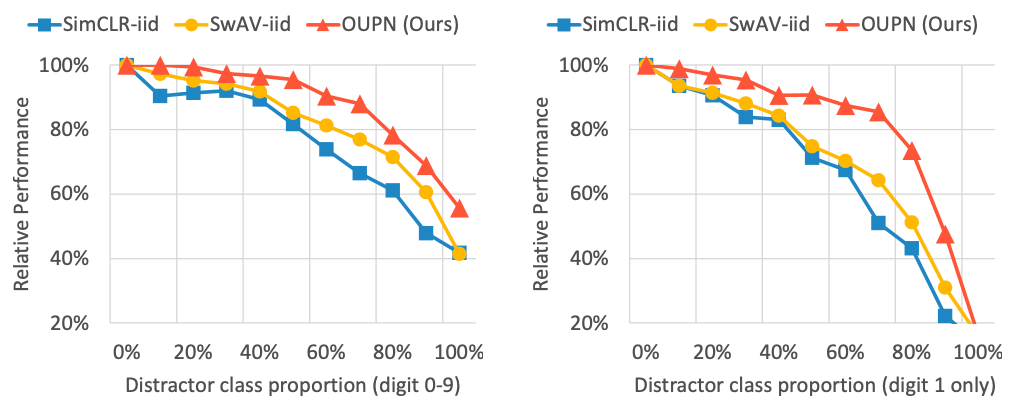 SimCLR-iid SwAV-iid OUPN (Ours)
100%
80%
60%
40%
20%
Relative Performance
0% 20% 40% 60% 80% 100%
Distractor class proportion (digit 0-9)
SimCLR-iid SwAV-iid OUPN (Ours)
100%
80%
60%
40%
20%
Relative Performance
0% 20% 40% 60% 80% 100%
Distractor class proportion (digit 1 only)